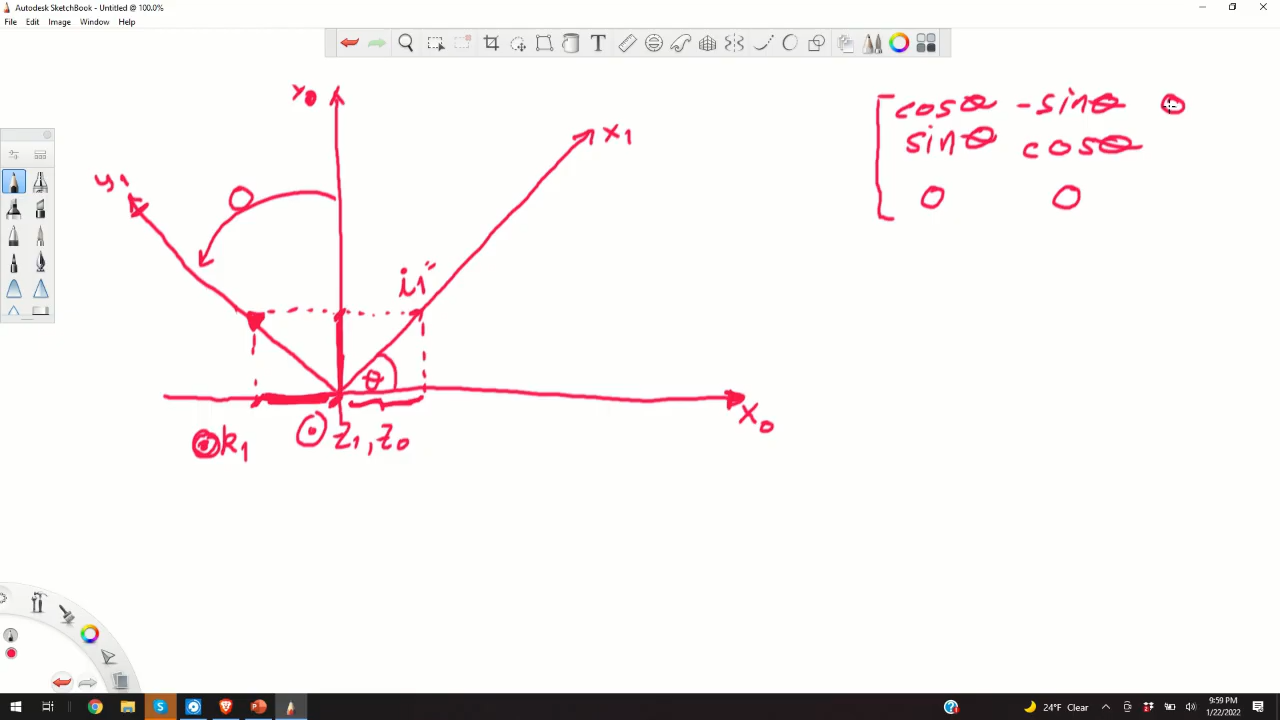 Autodesk SketchBook - Untitled @ 100.0%
File Edit Image Window Help
y0
x1
y1
θ
i1
θ
x0
k1
z1, z0
cosθ -sinθ 0
sinθ cosθ
0 0
24°F Clear
9:59 PM
1/22/2022